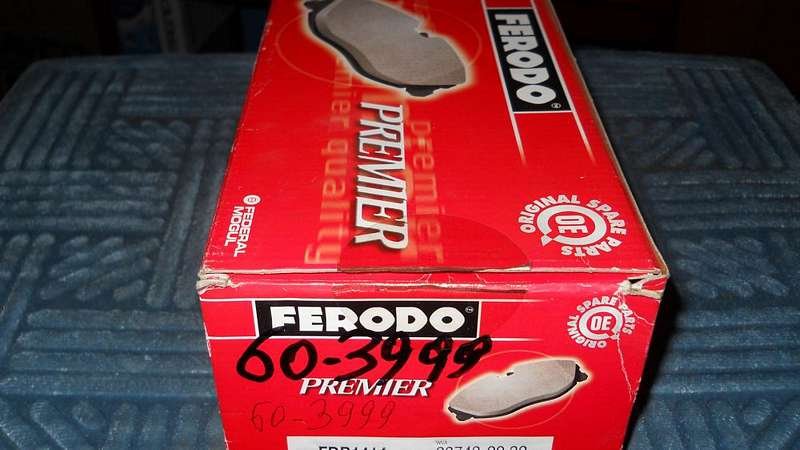 FERODO
premier
premier quality
PREMIER
ORIGINAL SPARE PARTS
OE
FEDERAL MOGUL
FERODO
ORIGINAL SPARE PARTS
OE
60-3999
PREMIER
60-3999
WVA